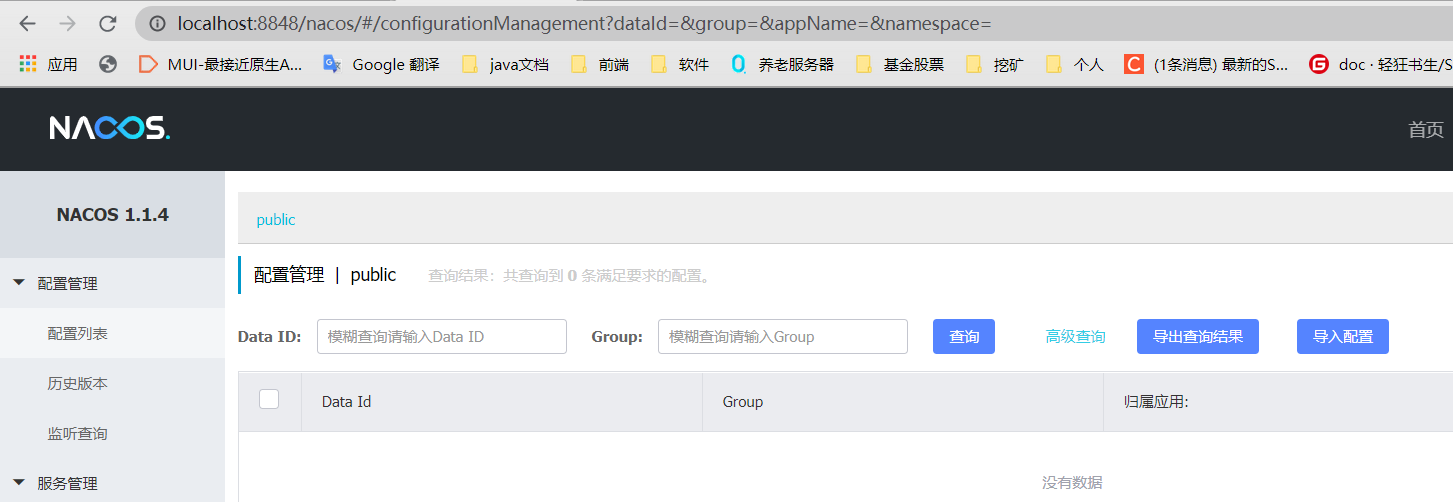 localhost:8848/nacos/#/configurationManagement?dataId=&group=&appName=&namespace=
应用 MUI-最接近原生A... Google 翻译 java文档 前端 软件 养老服务器 基金股票 挖矿 个人 (1条消息) 最新的S... doc · 轻狂书生/S
NACOS. 首页
NACOS 1.1.4
public
配置管理
配置管理 | public 查询结果：共查询到 0 条满足要求的配置。
配置列表
Data ID: 模糊查询请输入Data ID Group: 模糊查询请输入Group 查询 高级查询 导出查询结果 导入配置
历史版本
Data Id Group 归属应用:
监听查询
服务管理
没有数据